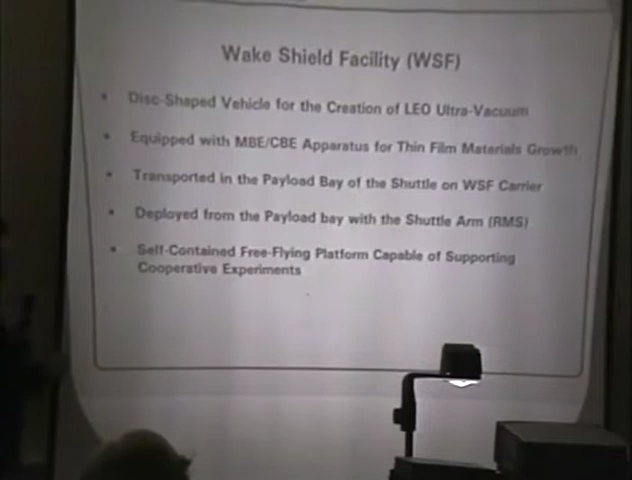 Wake Shield Facility (WSF)
• Disc-Shaped Vehicle for the Creation of LEO Ultra-Vacuum
• Equipped with MBE/CBE Apparatus for Thin Film Materials Growth
• Transported in the Payload Bay of the Shuttle on WSF Carrier
• Deployed from the Payload bay with the Shuttle Arm (RMS)
• Self-Contained Free-Flying Platform Capable of Supporting
Cooperative Experiments